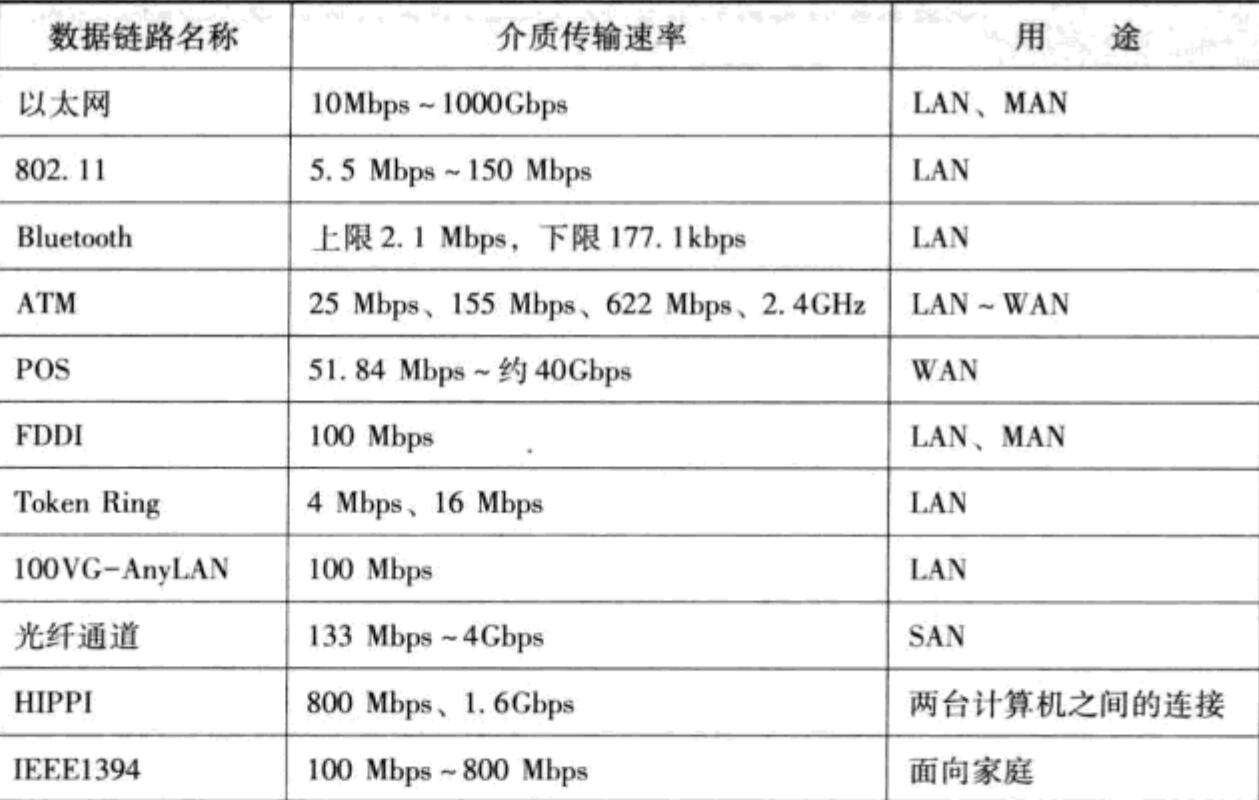 数据链路名称 介质传输速率 用 途
以太网 10Mbps ~ 1000Gbps LAN、MAN
802. 11 5. 5 Mbps ~ 150 Mbps LAN
Bluetooth 上限 2. 1 Mbps，下限 177. 1kbps LAN
ATM 25 Mbps、155 Mbps、622 Mbps、2. 4GHz LAN ~ WAN
POS 51. 84 Mbps ~ 约 40Gbps WAN
FDDI 100 Mbps LAN、MAN
Token Ring 4 Mbps、16 Mbps LAN
100VG-AnyLAN 100 Mbps LAN
光纤通道 133 Mbps ~ 4Gbps SAN
HIPPI 800 Mbps、1. 6Gbps 两台计算机之间的连接
IEEE1394 100 Mbps ~ 800 Mbps 面向家庭